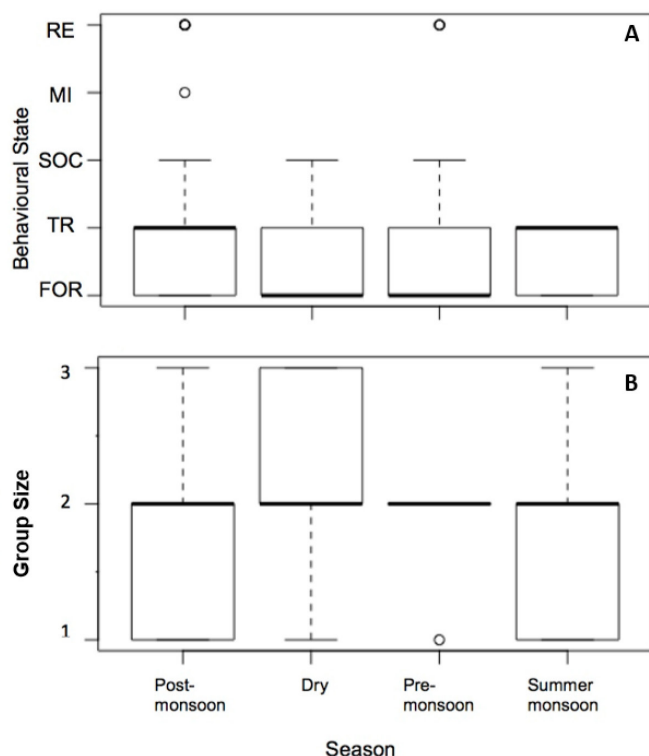 A
RE
MI
SOC
TR
FOR
Behavioural State
B
3
2
1
Group Size
Post-
monsoon
Dry
Pre-
monsoon
Summer
monsoon
Season